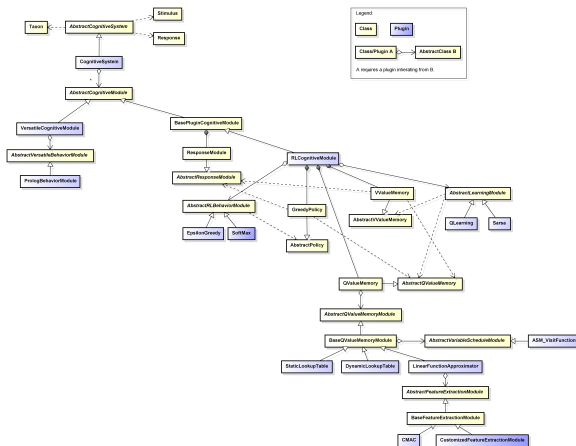 Stimulus
Legend:
Taxon
AbstractCognitiveSystem
Class
Plugin
Response
Class/Plugin A
AbstractClass B
CognitiveSystem
A requires a plugin inherating from B.
*
AbstractCognitiveModule
VersatileCognitiveModule
BasePluginCognitiveModule
AbstractVersatileBehaviorModule
ResponseModule
RLCognitiveModule
PrologBehaviorModule
AbstractResponseModule
VValueMemory
AbstractLearningModule
AbstractRLBehaviorModule
GreedyPolicy
AbstractVValueMemory
QLearning
Sarsa
EpsilonGreedy
SoftMax
AbstractPolicy
QValueMemory
AbstractQValueMemory
AbstractQValueMemoryModule
BaseQValueMemoryModule
AbstractVariableScheduleModule
ASM_VisitFunction
StaticLookupTable
DynamicLookupTable
LinearFunctionApproximator
AbstractFeatureExtractionModule
BaseFeatureExtractionModule
CMAC
CustomizedFeatureExtractionModule